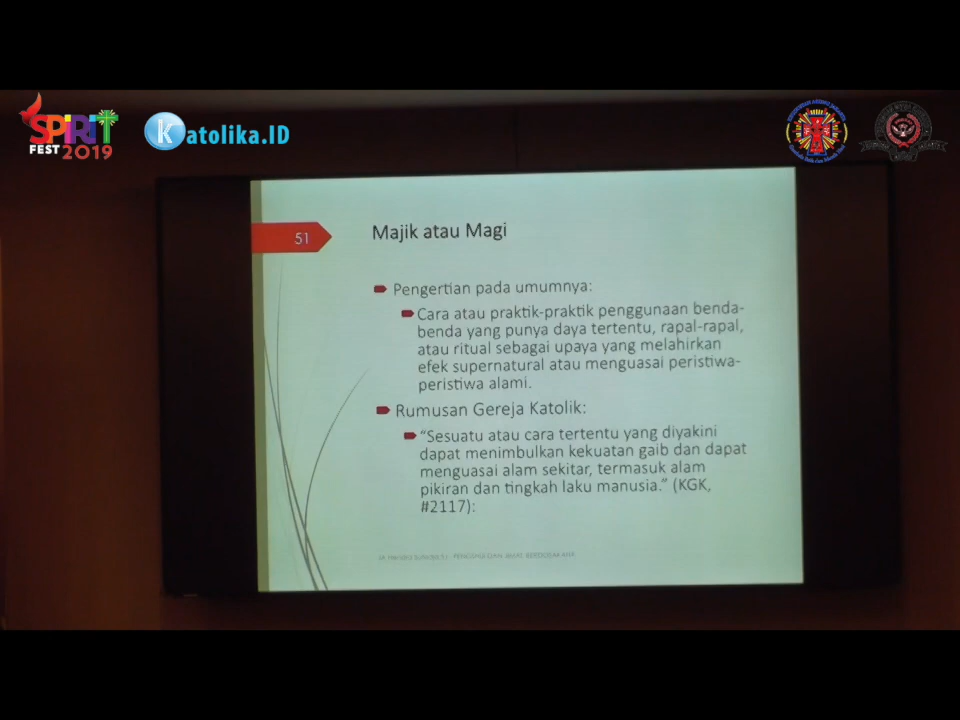 SPIRIT
FEST 2019
Katolika.ID
51
Majik atau Magi
Pengertian pada umumnya:
Cara atau praktik-praktik penggunaan benda-
benda yang punya daya tertentu, rapal-rapal,
atau ritual sebagai upaya yang melahirkan
efek supernatural atau menguasai peristiwa-
peristiwa alami.
Rumusan Gereja Katolik:
“Sesuatu atau cara tertentu yang diyakini
dapat menimbulkan kekuatan gaib dan dapat
menguasai alam sekitar, termasuk alam
pikiran dan tingkah laku manusia.” (KGK,
#2117):